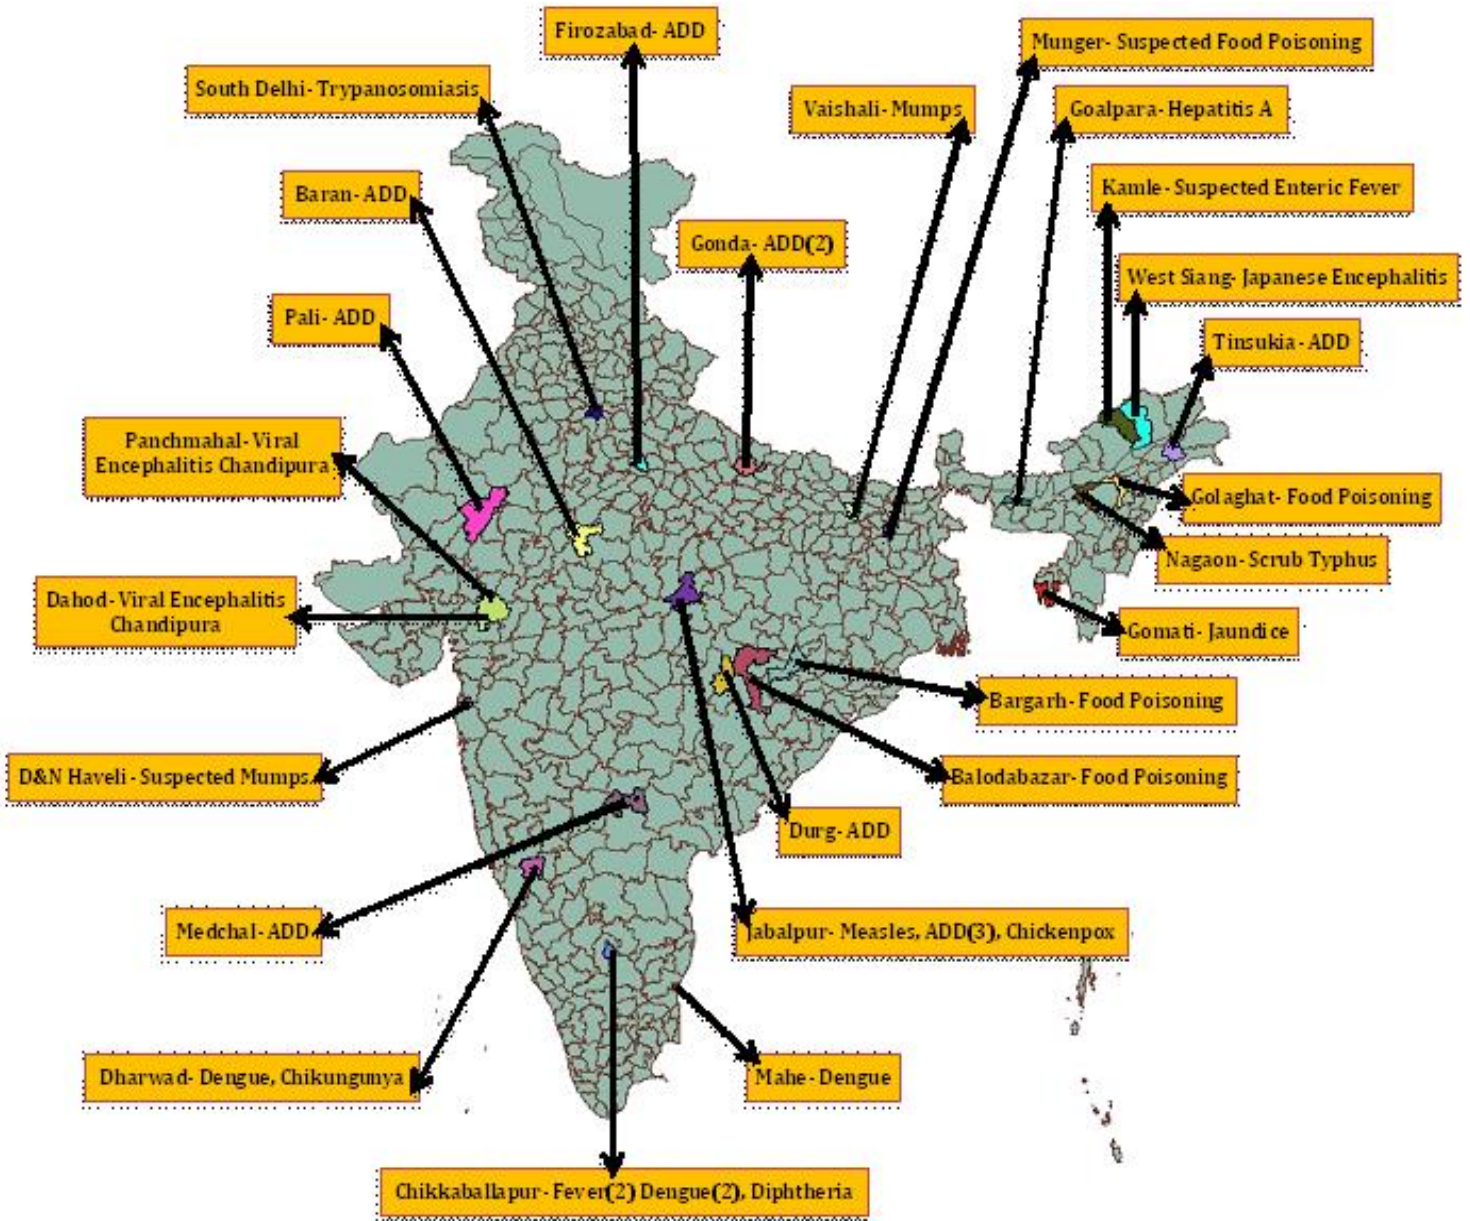 Firozabad- ADD
Munger- Suspected Food Poisoning
South Delhi- Trypanosomiasis
Vaishali- Mumps
Goalpara- Hepatitis A
Baran- ADD
Kamle- Suspected Enteric Fever
Gonda- ADD(2)
West Siang- Japanese Encephalitis
Pali- ADD
Tinsukia- ADD
Panchmahal- Viral
Encephalitis Chandipura
Golaghat- Food Poisoning
Nagaon- Scrub Typhus
Dahod- Viral Encephalitis
Chandipura
Gomati- Jaundice
Bargarh- Food Poisoning
D&N Haveli- Suspected Mumps
Balodabazar- Food Poisoning
Durg- ADD
Medchal- ADD
Jabalpur- Measles, ADD(3), Chickenpox
Dharwad- Dengue, Chikungunya
Mahe- Dengue
Chikkaballapur- Fever(2) Dengue(2), Diphtheria